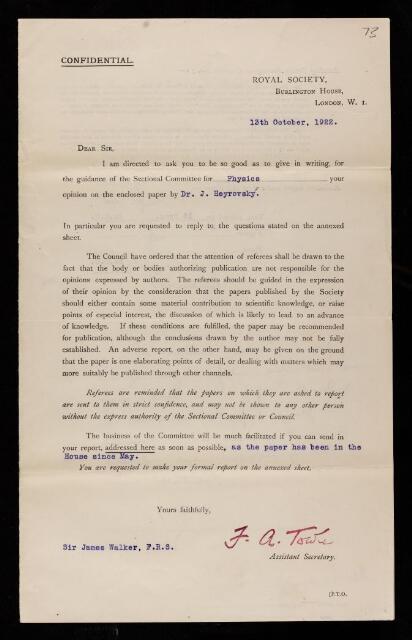 73
CONFIDENTIAL.
ROYAL SOCIETY,
BURLINGTON HOUSE,
LONDON, W. 1.
13th October, 1922.
DEAR SIR,
I am directed to ask you to be so good as to give in writing, for
the guidance of the Sectional Committee for Physics your
opinion on the enclosed paper by Dr. J. Heyrovský.
In particular you are requested to reply to the questions stated on the annexed
sheet.
The Council have ordered that the attention of referees shall be drawn to the
fact that the body or bodies authorizing publication are not responsible for the
opinions expressed by authors. The referees should be guided in the expression
of their opinion by the consideration that the papers published by the Society
should either contain some material contribution to scientific knowledge, or raise
points of especial interest, the discussion of which is likely to lead to an advance
of knowledge. If these conditions are fulfilled, the paper may be recommended
for publication, although the conclusions drawn by the author may not be fully
established. An adverse report, on the other hand, may be given on the ground
that the paper is one elaborating points of detail, or dealing with matters which may
more suitably be published through other channels.
Referees are reminded that the papers on which they are asked to report
are sent to them in strict confidence, and may not be shown to any other person
without the express authority of the Sectional Committee or Council.
The business of the Committee will be much facilitated if you can send in
your report, addressed here as soon as possible, as the paper has been in the
House since May.
You are requested to make your formal report on the annexed sheet.
Yours faithfully,
F. A. Towle
Sir James Walker, F.R.S.
Assistant Secretary.
[P.T.O.